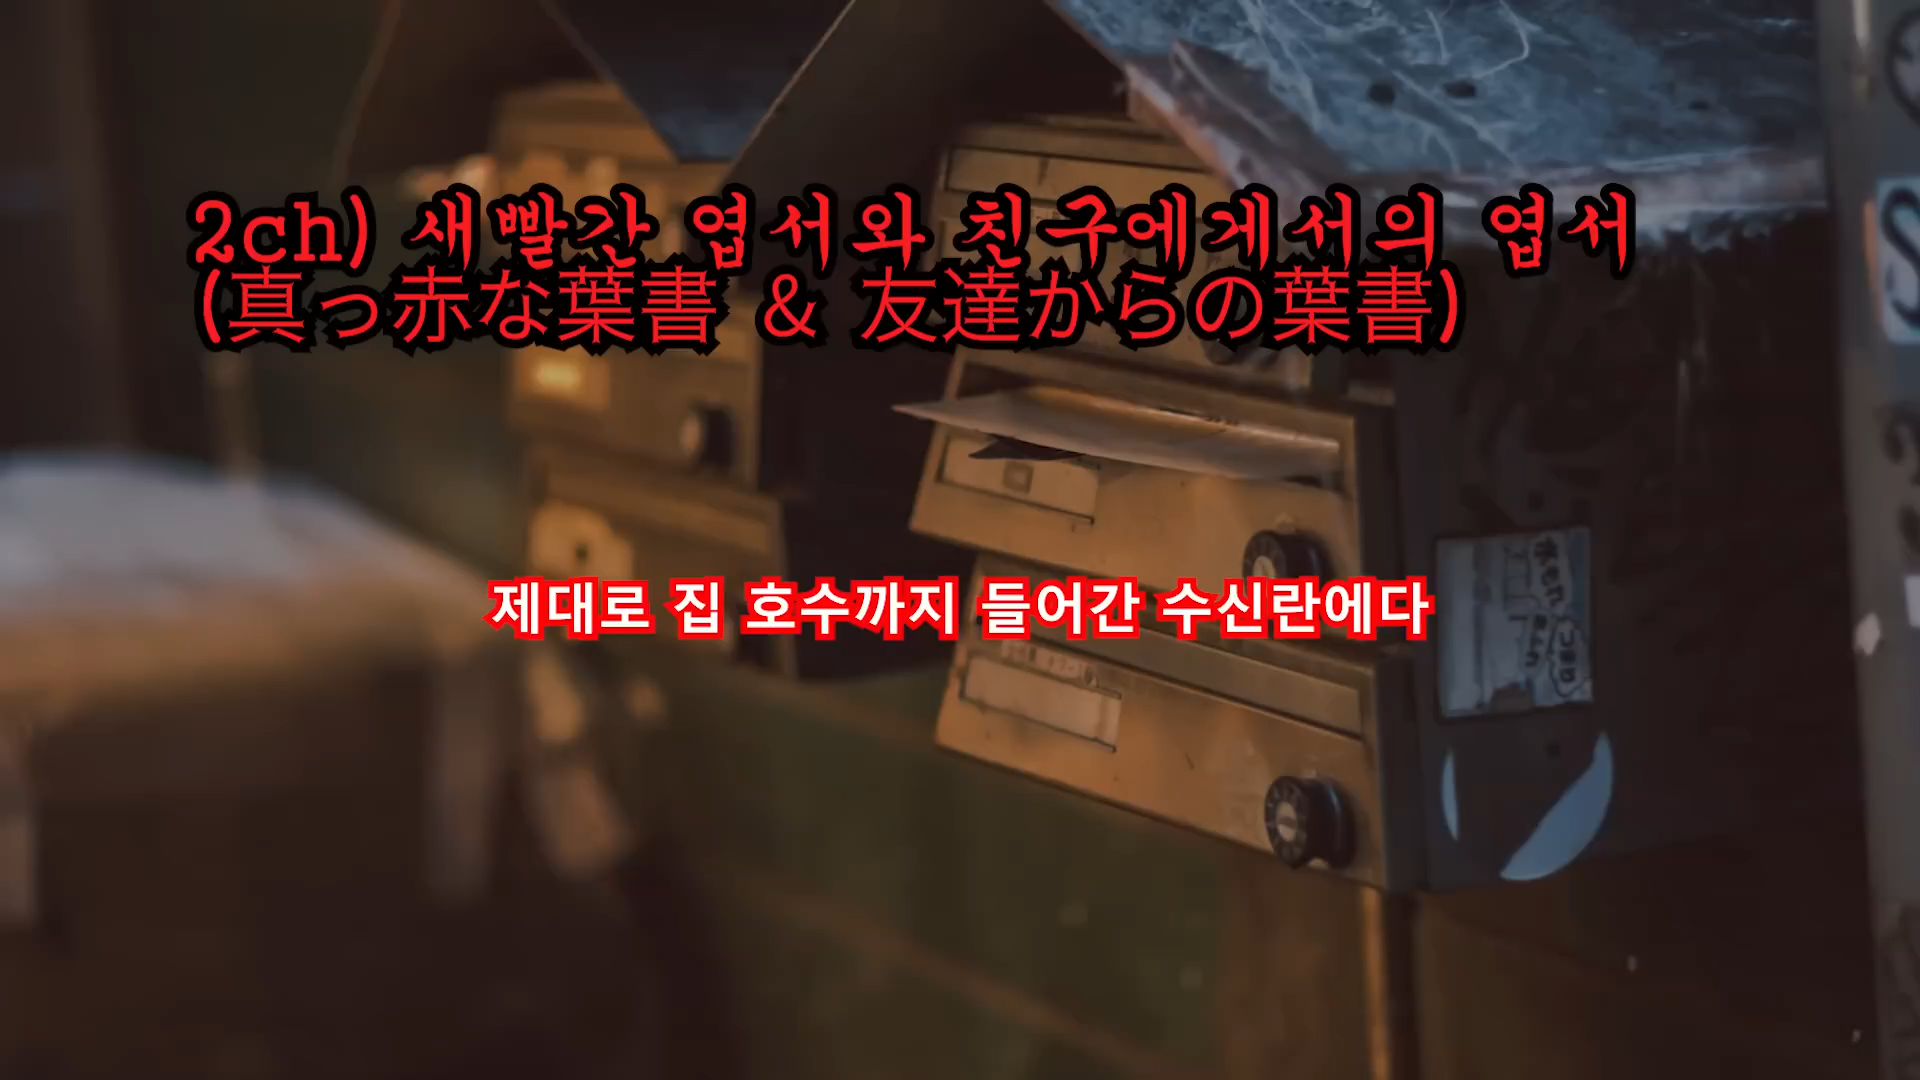 2ch) 새빨간 엽서와 친구에게서의 엽서
(真っ赤な葉書 & 友達からの葉書)
제대로 집 호수까지 들어간 수신란에다